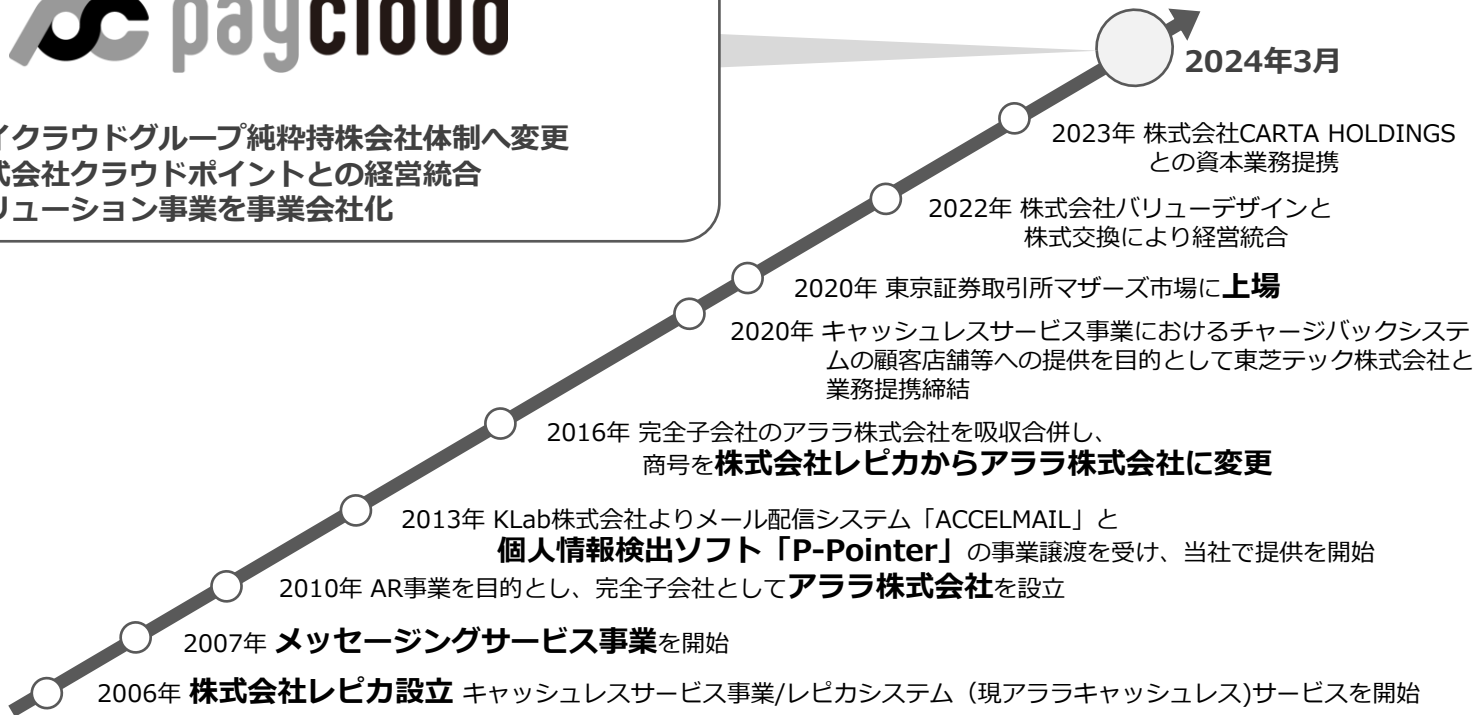 paycloud
イクラウドグループ純粋持株会社体制へ変更
式会社クラウドポイントとの経営統合
リューション事業を事業会社化
2024年3月
2023年 株式会社CARTA HOLDINGS
との資本業務提携
2022年 株式会社バリューデザインと
株式交換により経営統合
2020年 東京証券取引所マザーズ市場に上場
2020年 キャッシュレスサービス事業におけるチャージバックシステ
ムの顧客店舗等への提供を目的として東芝テック株式会社と
業務提携締結
2016年 完全子会社のアララ株式会社を吸収合併し、
商号を株式会社レピカからアララ株式会社に変更
2013年 KLab株式会社よりメール配信システム「ACCELMAIL」と
個人情報検出ソフト「P-Pointer」の事業譲渡を受け、当社で提供を開始
2010年 AR事業を目的とし、完全子会社としてアララ株式会社を設立
2007年 メッセージングサービス事業を開始
2006年 株式会社レピカ設立 キャッシュレスサービス事業/レピカシステム（現アララキャッシュレス)サービスを開始